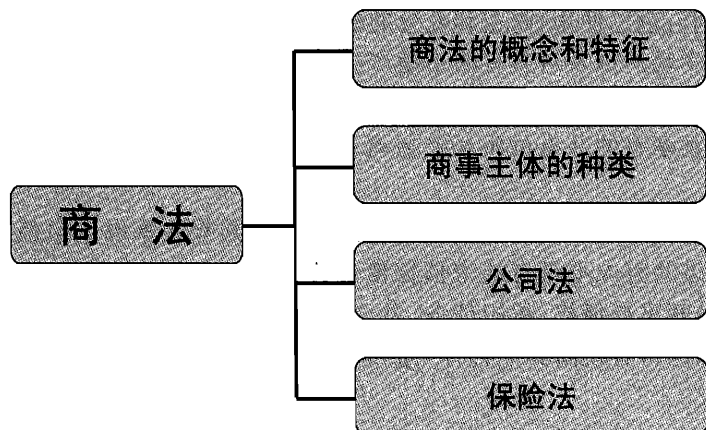 商法
商法的概念和特征
商事主体的种类
公司法
保险法